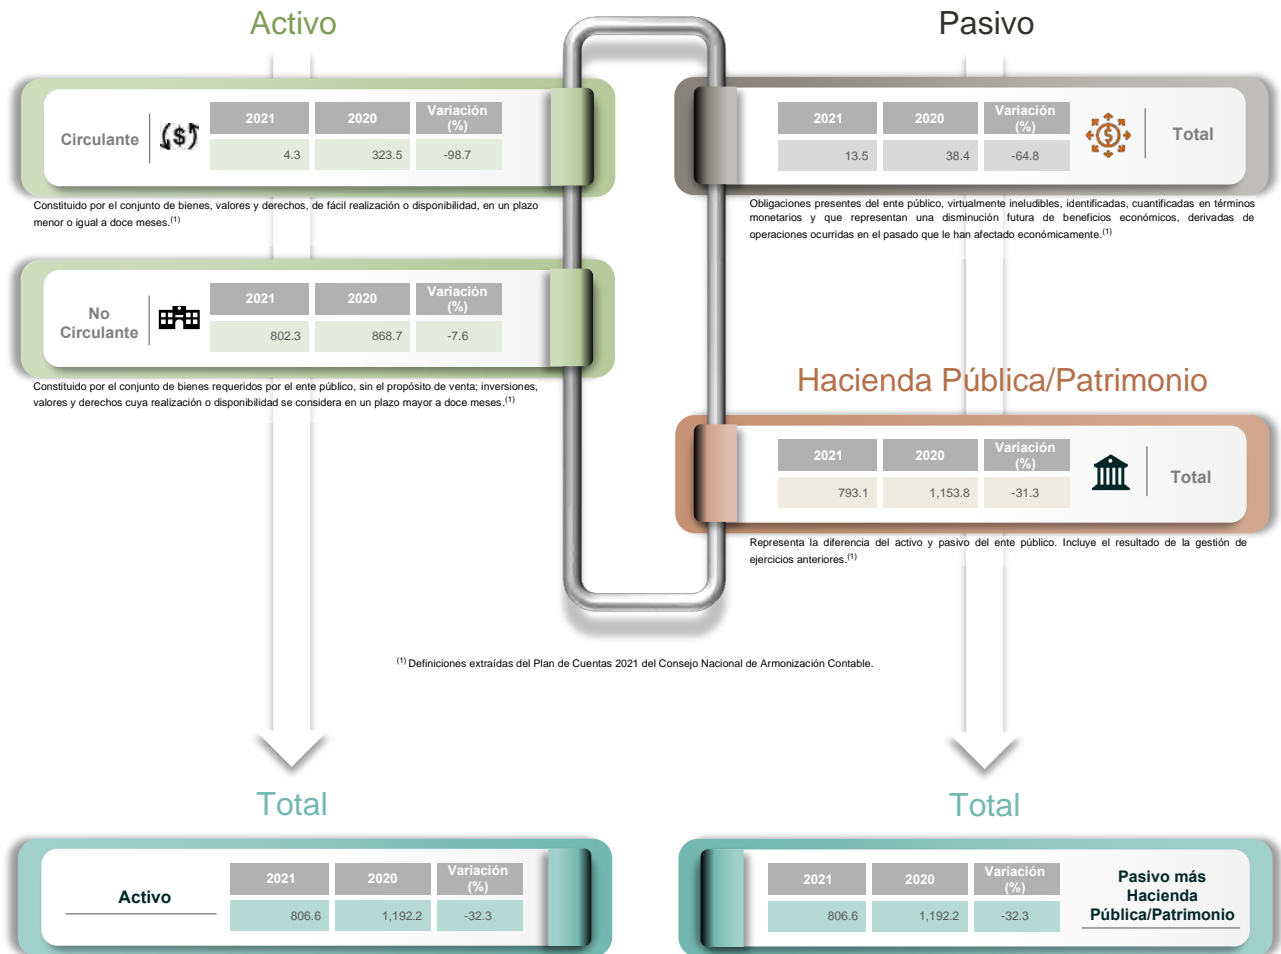 Activo
Circulante
2021 2020 Variación (%)
4.3 323.5 -98.7
Constituido por el conjunto de bienes, valores y derechos, de fácil realización o disponibilidad, en un plazo
menor o igual a doce meses.(1)
No
Circulante
2021 2020 Variación (%)
802.3 868.7 -7.6
Constituido por el conjunto de bienes requeridos por el ente público, sin el propósito de venta; inversiones,
valores y derechos cuya realización o disponibilidad se considera en un plazo mayor a doce meses.(1)
Pasivo
2021 2020 Variación (%)
13.5 38.4 -64.8
Total
Obligaciones presentes del ente público, virtualmente ineludibles, identificadas, cuantificadas en términos
monetarios y que representan una disminución futura de beneficios económicos, derivadas de
operaciones ocurridas en el pasado que le han afectado económicamente.(1)
Hacienda Pública/Patrimonio
2021 2020 Variación (%)
793.1 1,153.8 -31.3
Total
Representa la diferencia del activo y pasivo del ente público. Incluye el resultado de la gestión de
ejercicios anteriores.(1)
(1) Definiciones extraídas del Plan de Cuentas 2021 del Consejo Nacional de Armonización Contable.
Total
Activo
2021 2020 Variación (%)
806.6 1,192.2 -32.3
Total
2021 2020 Variación (%)
806.6 1,192.2 -32.3
Pasivo más
Hacienda
Pública/Patrimonio